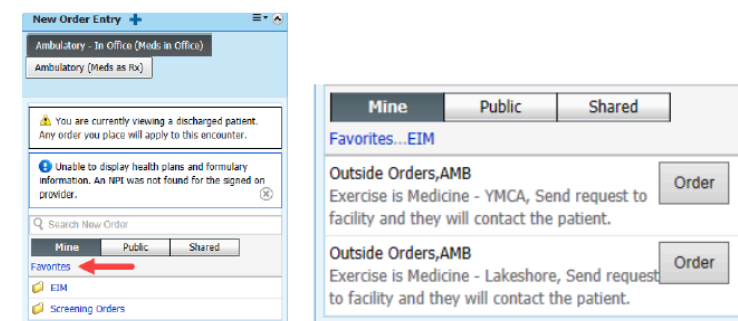 New Order Entry
Ambulatory - In Office (Meds in Office)
Ambulatory (Meds as Rx)
You are currently viewing a discharged patient.
Any order you place will apply to this encounter.
Unable to display health plans and formulary
information. An NPI was not found for the signed on
provider.
Search New Order
Mine Public Shared
Favorites
EIM
Screening Orders
Mine Public Shared
Favorites...EIM
Outside Orders,AMB
Exercise is Medicine - YMCA, Send request to
facility and they will contact the patient.
Order
Outside Orders,AMB
Exercise is Medicine - Lakeshore, Send request
to facility and they will contact the patient.
Order